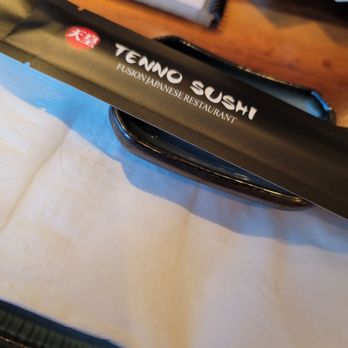 天皇
TENNO SUSHI
FUSION JAPANESE RESTAURANT